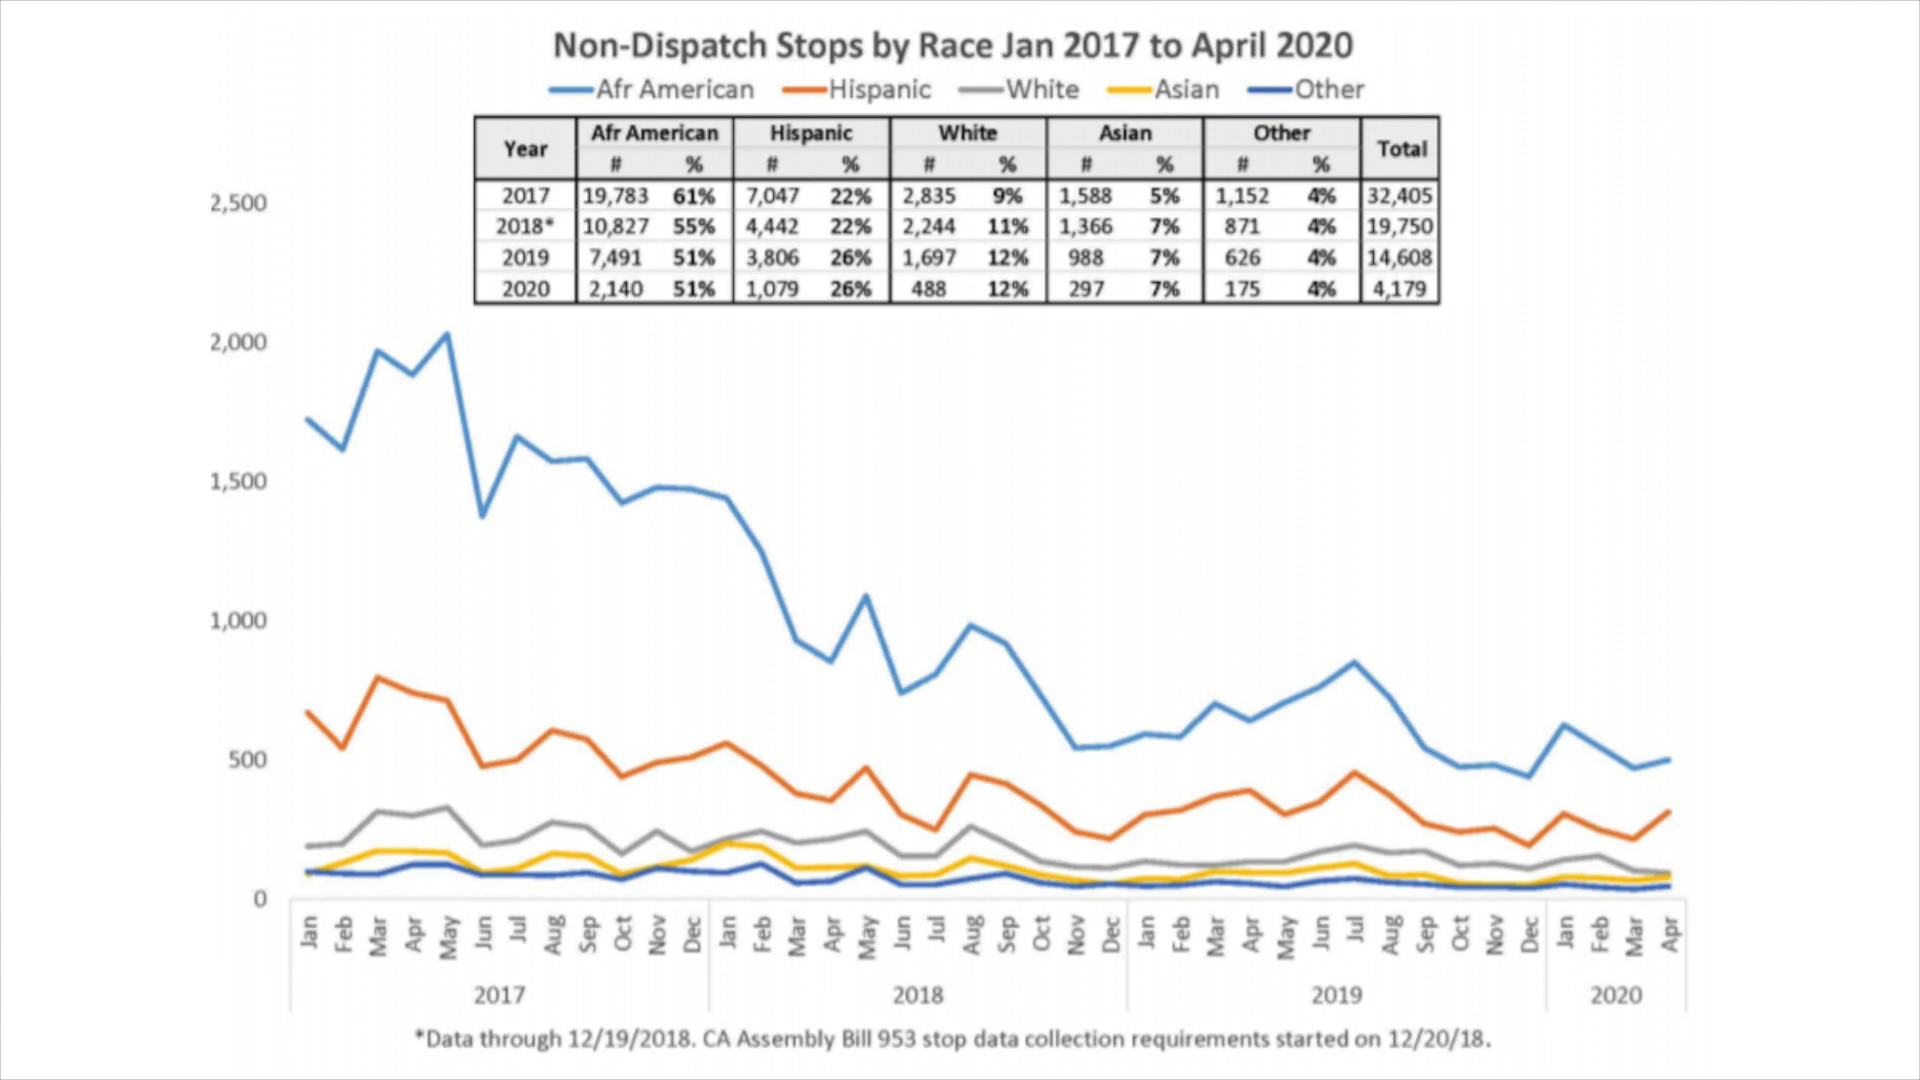 Non-Dispatch Stops by Race Jan 2017 to April 2020
Afr American Hispanic White Asian Other
Year Afr American Hispanic White Asian Other Total
# % # % # % # % # %
2017 19,783 61% 7,047 22% 2,835 9% 1,588 5% 1,152 4% 32,405
2018* 10,827 55% 4,442 22% 2,244 11% 1,366 7% 871 4% 19,750
2019 7,491 51% 3,806 26% 1,697 12% 988 7% 626 4% 14,608
2020 2,140 51% 1,079 26% 488 12% 297 7% 175 4% 4,179
2,500
2,000
1,500
1,000
500
0
Jan Feb Mar Apr May Jun Jul Aug Sep Oct Nov Dec Jan Feb Mar Apr May Jun Jul Aug Sep Oct Nov Dec Jan Feb Mar Apr May Jun Jul Aug Sep Oct Nov Dec Jan Feb Mar Apr
2017 2018 2019 2020
*Data through 12/19/2018. CA Assembly Bill 953 stop data collection requirements started on 12/20/18.